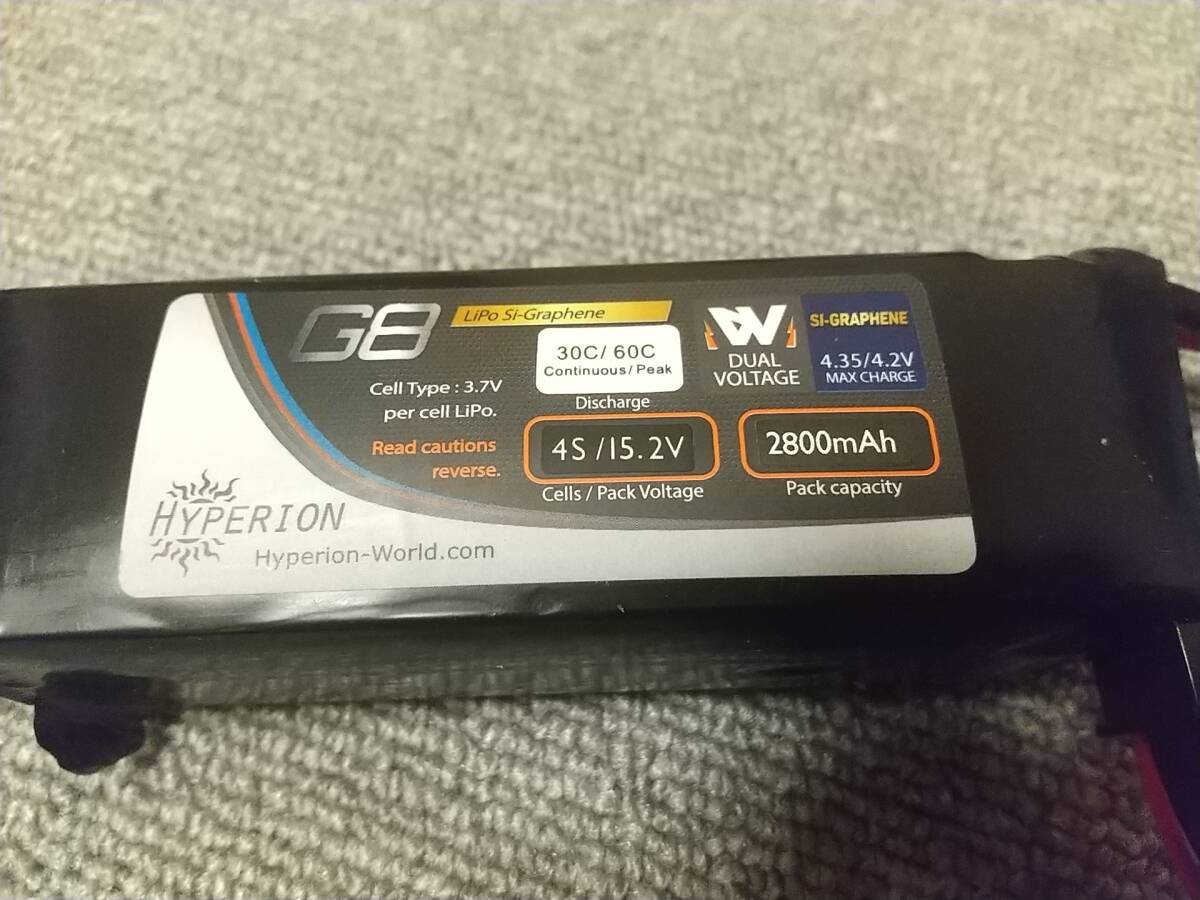 G8
LiPo Si-Graphene
Cell Type : 3.7V
per cell LiPo.
Read cautions
reverse.
30C/ 60C
Continuous/ Peak
Discharge
4S /15.2V
Cells / Pack Voltage
DV
DUAL
VOLTAGE
SI-GRAPHENE
4.35/4.2V
MAX CHARGE
2800mAh
Pack capacity
HYPERION
Hyperion-World.com